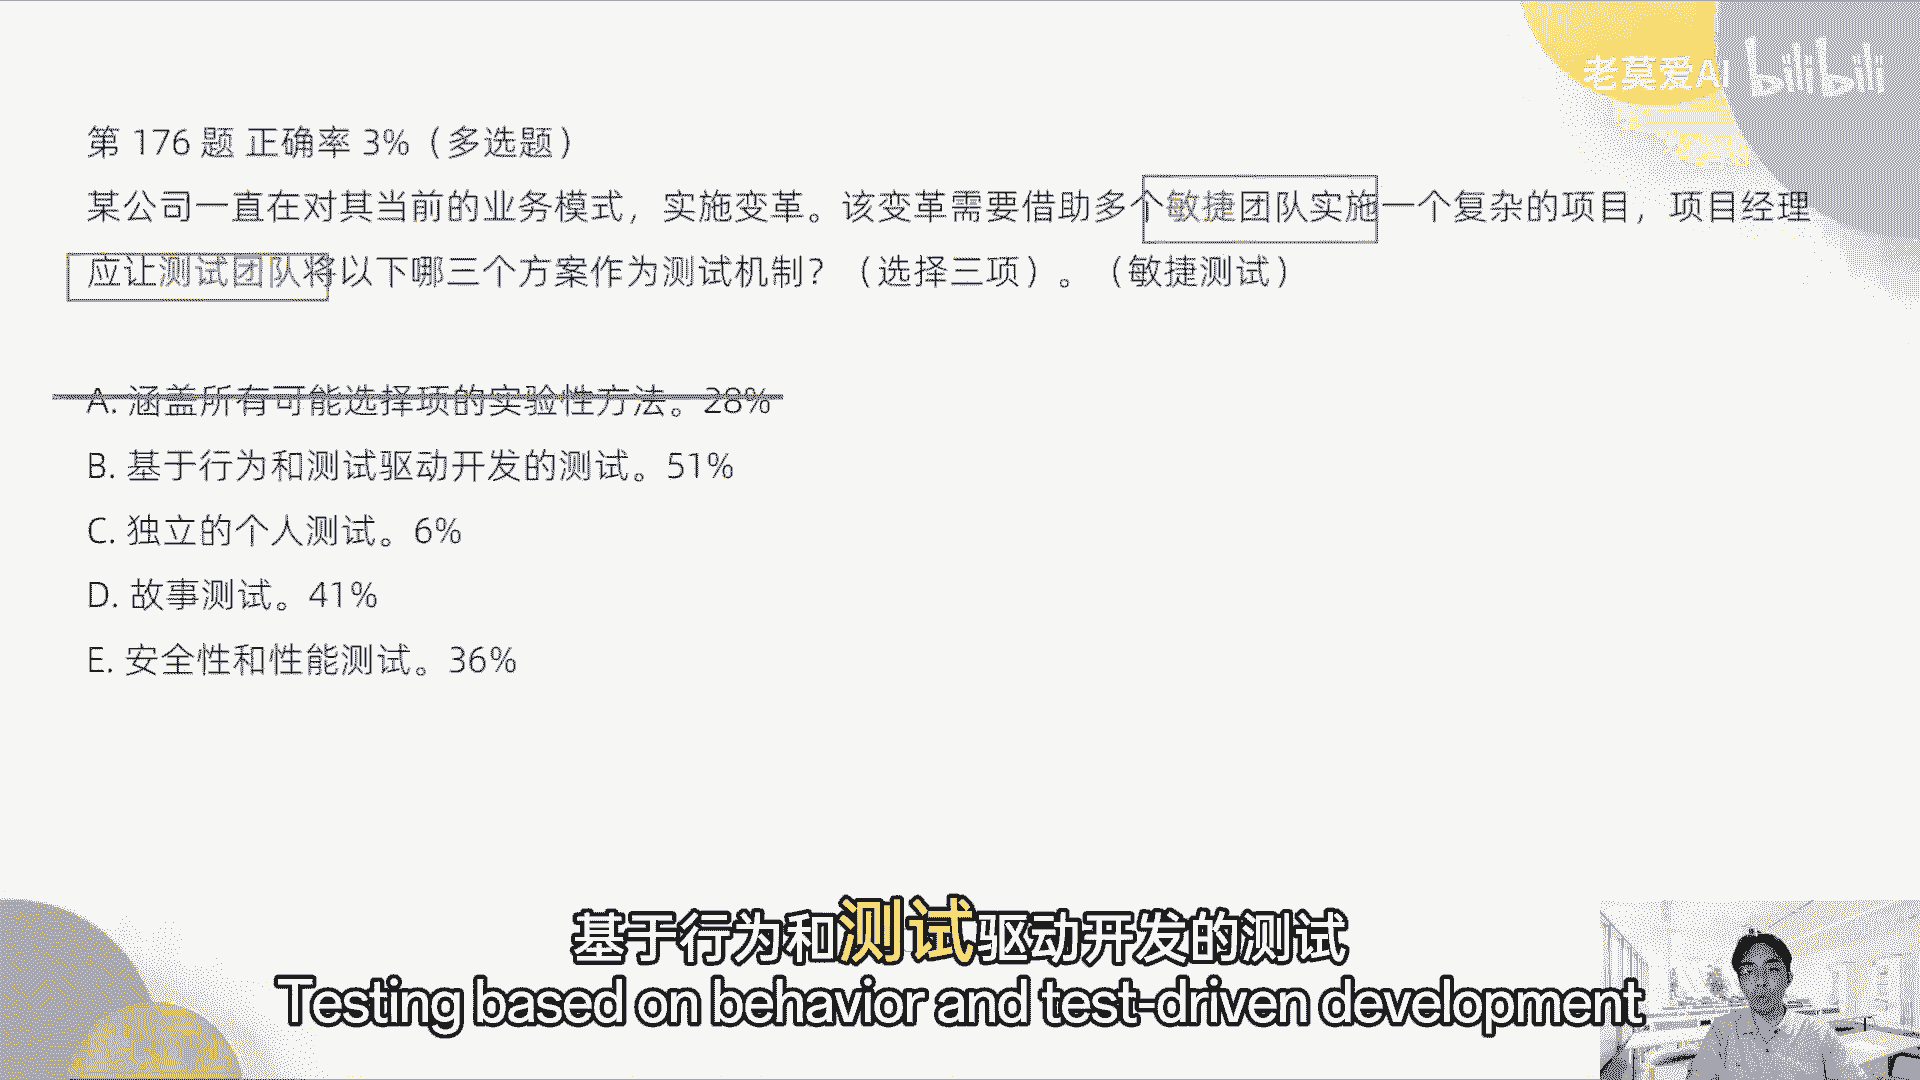 老莫爱AI bilibili
第 176 题 正确率 3%（多选题）
某公司一直在对其当前的业务模式，实施变革。该变革需要借助多个敏捷团队实施一个复杂的项目，项目经理
应让测试团队将以下哪三个方案作为测试机制？（选择三项）。（敏捷测试）
A. 涵盖所有可能选择项的实验性方法。28%
B. 基于行为和测试驱动开发的测试。51%
C. 独立的个人测试。6%
D. 故事测试。41%
E. 安全性和性能测试。36%
基于行为和测试驱动开发的测试
Testing based on behavior and test-driven development